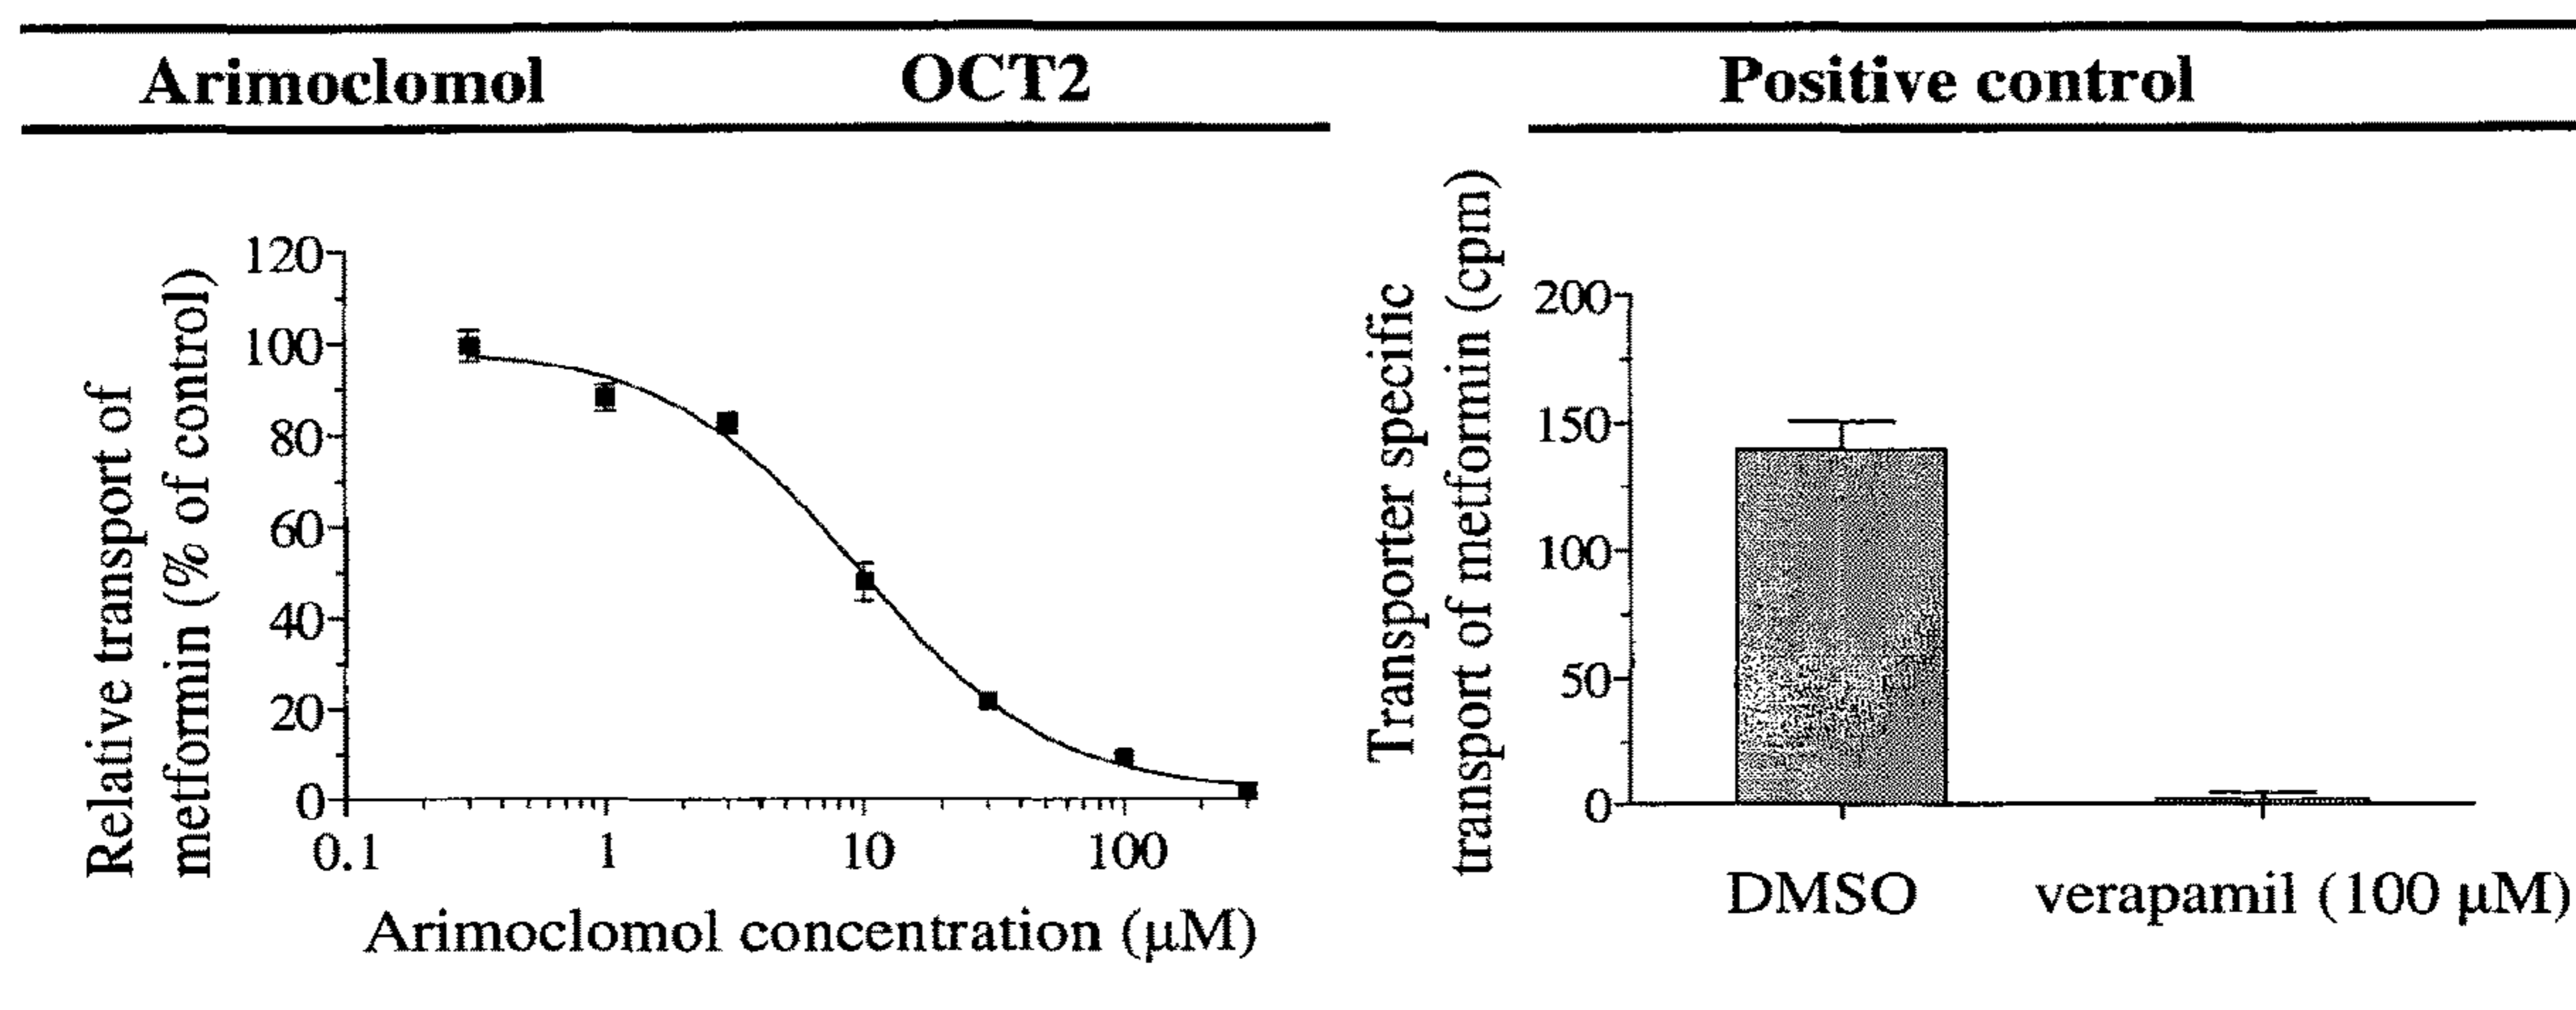 Arimoclomol OCT2 Positive control
Relative transport of
metformin (% of control)
120
100
80
60
40
20
0
0.1 1 10 100
Arimoclomol concentration (μM)
Transporter specific
transport of metformin (cpm)
200
150
100
50
0
DMSO verapamil (100 μM)